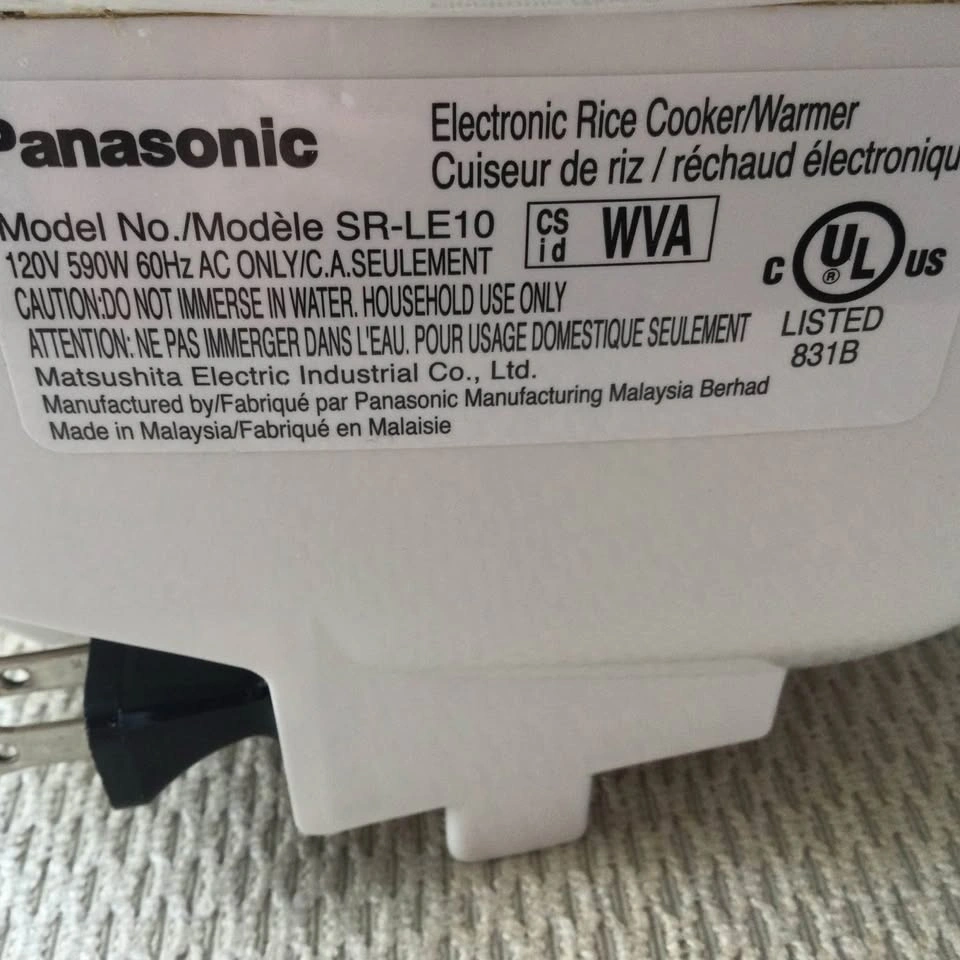 Panasonic
Electronic Rice Cooker/Warmer
Cuiseur de riz / réchaud électroniqu
Model No./Modèle SR-LE10
CS
id
WVA
120V 590W 60Hz AC ONLY/C.A.SEULEMENT
C UL ® US
LISTED
831B
CAUTION:DO NOT IMMERSE IN WATER. HOUSEHOLD USE ONLY
ATTENTION: NE PAS IMMERGER DANS L'EAU. POUR USAGE DOMESTIQUE SEULEMENT
Matsushita Electric Industrial Co., Ltd.
Manufactured by/Fabriqué par Panasonic Manufacturing Malaysia Berhad
Made in Malaysia/Fabriqué en Malaisie